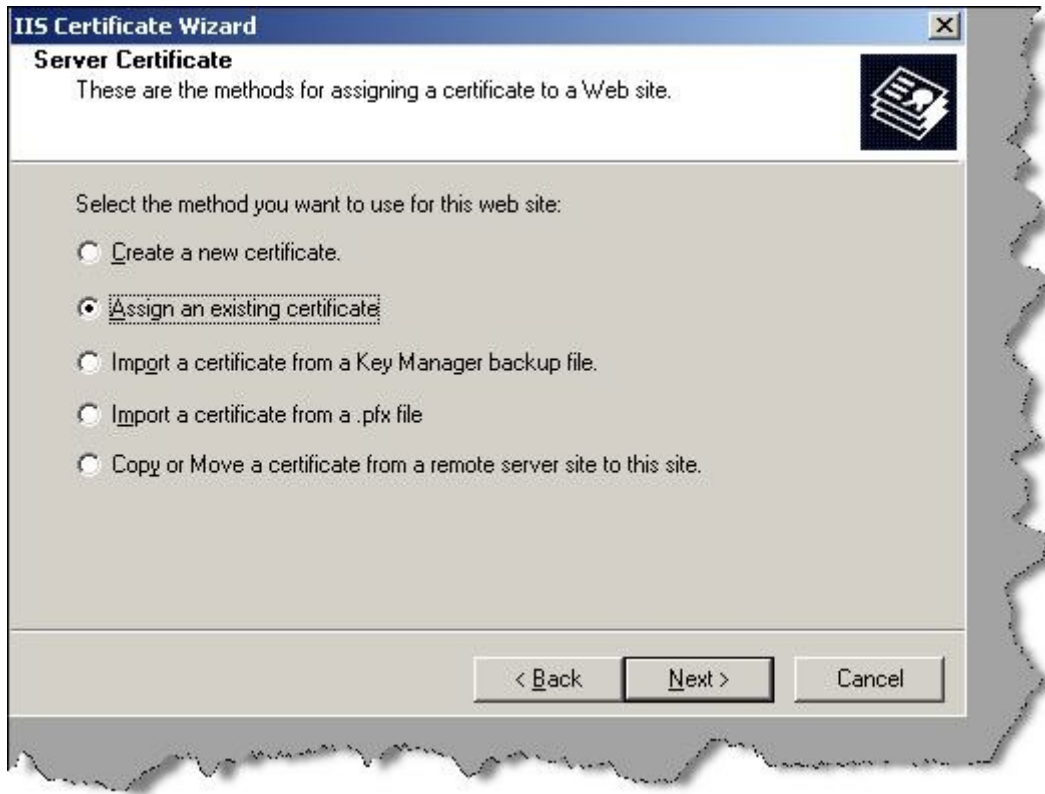 IIS Certificate Wizard
Server Certificate
These are the methods for assigning a certificate to a Web site.
Select the method you want to use for this web site:
Create a new certificate.
Assign an existing certificate
Import a certificate from a Key Manager backup file.
Import a certificate from a .pfx file
Copy or Move a certificate from a remote server site to this site.
< Back Next > Cancel